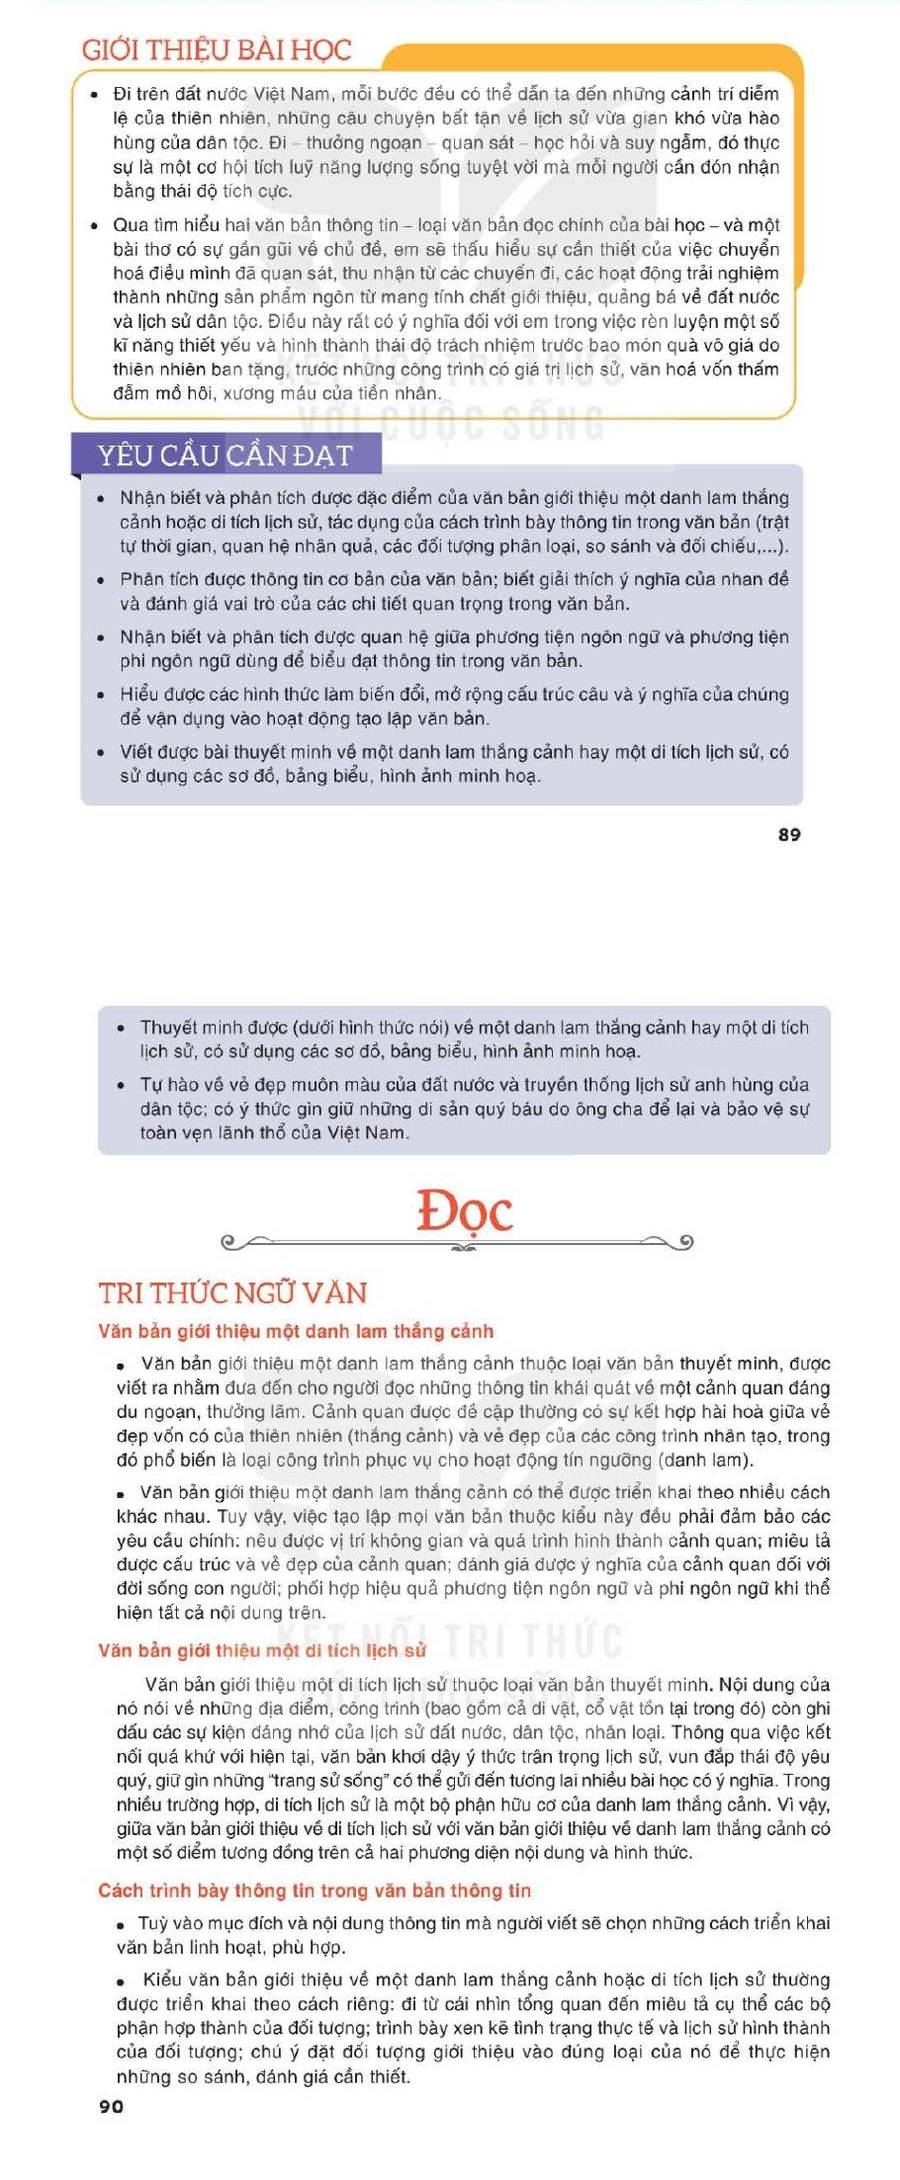 GIỚI THIỆU BÀI HỌC
• Đi trên đất nước Việt Nam, mỗi bước đều có thể dẫn ta đến những cảnh trí diễm
lệ của thiên nhiên, những câu chuyện bất tận về lịch sử vừa gian khó vừa hào
hùng của dân tộc. Đi – thưởng ngoạn – quan sát – học hỏi và suy ngẫm, đó thực
sự là một cơ hội tích luỹ năng lượng sống tuyệt vời mà mỗi người cần đón nhận
bằng thái độ tích cực.
• Qua tìm hiểu hai văn bản thông tin – loại văn bản đọc chính của bài học – và một
bài thơ có sự gần gũi về chủ đề, em sẽ thấu hiểu sự cần thiết của việc chuyển
hoá điều mình đã quan sát, thu nhận từ các chuyến đi, các hoạt động trải nghiệm
thành những sản phẩm ngôn từ mang tính chất giới thiệu, quảng bá về đất nước
và lịch sử dân tộc. Điều này rất có ý nghĩa đối với em trong việc rèn luyện một số
kĩ năng thiết yếu và hình thành thái độ trách nhiệm trước bao món quà vô giá do
thiên nhiên ban tặng, trước những công trình có giá trị lịch sử, văn hoá vốn thấm
đẫm mồ hôi, xương máu của tiền nhân.
KẾT NỐI TRI THỨC
VỚI CUỘC SỐNG
YÊU CẦU CẦN ĐẠT
• Nhận biết và phân tích được đặc điểm của văn bản giới thiệu một danh lam thắng
cảnh hoặc di tích lịch sử, tác dụng của cách trình bày thông tin trong văn bản (trật
tự thời gian, quan hệ nhân quả, các đối tượng phân loại, so sánh và đối chiếu,...).
• Phân tích được thông tin cơ bản của văn bản; biết giải thích ý nghĩa của nhan đề
và đánh giá vai trò của các chi tiết quan trọng trong văn bản.
• Nhận biết và phân tích được quan hệ giữa phương tiện ngôn ngữ và phương tiện
phi ngôn ngữ dùng để biểu đạt thông tin trong văn bản.
• Hiểu được các hình thức làm biến đổi, mở rộng cấu trúc câu và ý nghĩa của chúng
để vận dụng vào hoạt động tạo lập văn bản.
• Viết được bài thuyết minh về một danh lam thắng cảnh hay một di tích lịch sử, có
sử dụng các sơ đồ, bảng biểu, hình ảnh minh hoạ.
89
• Thuyết minh được (dưới hình thức nói) về một danh lam thắng cảnh hay một di tích
lịch sử, có sử dụng các sơ đồ, bảng biểu, hình ảnh minh hoạ.
• Tự hào về vẻ đẹp muôn màu của đất nước và truyền thống lịch sử anh hùng của
dân tộc; có ý thức gìn giữ những di sản quý báu do ông cha để lại và bảo vệ sự
toàn vẹn lãnh thổ của Việt Nam.
Đọc
TRI THỨC NGỮ VĂN
Văn bản giới thiệu một danh lam thắng cảnh
• Văn bản giới thiệu một danh lam thắng cảnh thuộc loại văn bản thuyết minh, được
viết ra nhằm đưa đến cho người đọc những thông tin khái quát về một cảnh quan đáng
du ngoạn, thưởng lãm. Cảnh quan được đề cập thường có sự kết hợp hài hoà giữa vẻ
đẹp vốn có của thiên nhiên (thắng cảnh) và vẻ đẹp của các công trình nhân tạo, trong
đó phổ biến là loại công trình phục vụ cho hoạt động tín ngưỡng (danh lam).
• Văn bản giới thiệu một danh lam thắng cảnh có thể được triển khai theo nhiều cách
khác nhau. Tuy vậy, việc tạo lập mọi văn bản thuộc kiểu này đều phải đảm bảo các
yêu cầu chính: nêu được vị trí không gian và quá trình hình thành cảnh quan; miêu tả
được cấu trúc và vẻ đẹp của cảnh quan; đánh giá được ý nghĩa của cảnh quan đối với
đời sống con người; phối hợp hiệu quả phương tiện ngôn ngữ và phi ngôn ngữ khi thể
hiện tất cả nội dung trên.
KẾT NỐI TRI THỨC
Văn bản giới thiệu một di tích lịch sử
VỚI CUỘC SỐNG
Văn bản giới thiệu một di tích lịch sử thuộc loại văn bản thuyết minh. Nội dung của
nó nói về những địa điểm, công trình (bao gồm cả di vật, cổ vật tồn tại trong đó) còn ghi
dấu các sự kiện đáng nhớ của lịch sử đất nước, dân tộc, nhân loại. Thông qua việc kết
nối quá khứ với hiện tại, văn bản khơi dậy ý thức trân trọng lịch sử, vun đắp thái độ yêu
quý, giữ gìn những “trang sử sống” có thể gửi đến tương lai nhiều bài học có ý nghĩa. Trong
nhiều trường hợp, di tích lịch sử là một bộ phận hữu cơ của danh lam thắng cảnh. Vì vậy,
giữa văn bản giới thiệu về di tích lịch sử với văn bản giới thiệu về danh lam thắng cảnh có
một số điểm tương đồng trên cả hai phương diện nội dung và hình thức.
Cách trình bày thông tin trong văn bản thông tin
• Tuỳ vào mục đích và nội dung thông tin mà người viết sẽ chọn những cách triển khai
văn bản linh hoạt, phù hợp.
• Kiểu văn bản giới thiệu về một danh lam thắng cảnh hoặc di tích lịch sử thường
được triển khai theo cách riêng: đi từ cái nhìn tổng quan đến miêu tả cụ thể các bộ
phận hợp thành của đối tượng; trình bày xen kẽ tình trạng thực tế và lịch sử hình thành
của đối tượng; chú ý đặt đối tượng giới thiệu vào đúng loại của nó để thực hiện
những so sánh, đánh giá cần thiết.
90